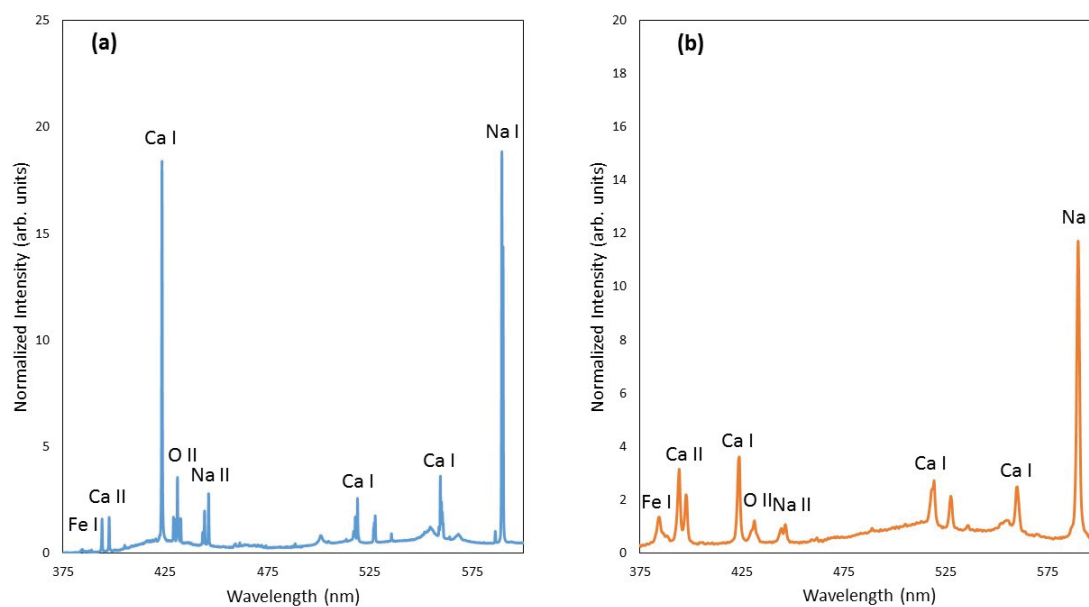 (a)
25
20
15
10
5
0
Normalized Intensity (arb. units)
Ca I
Na I
O II
Na II
Ca II
Fe I
Ca I
Ca I
375
425
475
525
575
Wavelength (nm)
(b)
20
18
16
14
12
10
8
6
4
2
0
Normalized Intensity (arb. units)
Na
Ca II
Ca I
Fe I
O II
Na II
Ca I
Ca I
375
425
475
525
575
Wavelength (nm)